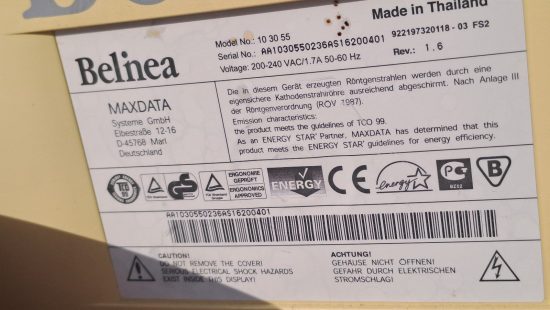 Made in Thailand
Belinea
Model No.: 10 30 55
922197320118 - 03 FS2
Serial No.: AA1030550236AS16200401
Voltage: 200-240 VAC/1.7A 50-60 Hz
Rev.: 1.6
MAXDATA
Systeme GmbH
Elbestraße 12-16
D-45768 Marl
Deutschland
Die in diesem Gerät erzeugten Röntgenstrahlen werden durch eine
eigensichere Kathodenstrahlröhre ausreichend abgeschirmt. Nach Anlage III
der Röntgenverordnung (RÖV 1987).
Emission characteristics:
the product meets the guidelines of TCO 99.
As an ENERGY STAR' Partner, MAXDATA has determined that this
product meets the ENERGY STAR' guidelines for energy efficiency.
TCO
99
TÜV
GS
TÜV
ERGONOMIE
GEPRÜFT
ERGONOMICS
APPROVED
ENERGY
CE
energy
B
AA1030550236AS16200401
CAUTION!
DO NOT REMOVE THE COVER!
SERIOUS ELECTRICAL SHOCK HAZARDS
EXIST INSIDE THIS DISPLAY!
ACHTUNG!
GEHÄUSE NICHT ÖFFNEN!
GEFAHR DURCH ELEKTRISCHEN
STROMSCHLAG!